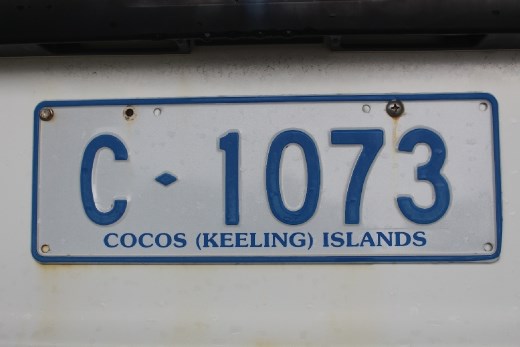 C♦1073
COCOS (KEELING) ISLANDS